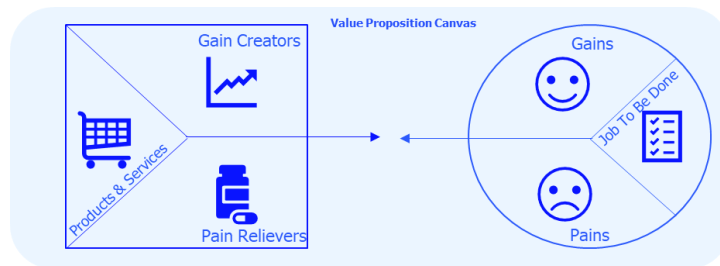 Value Proposition Canvas
Gain Creators
Products & Services
Pain Relievers
Gains
Job To Be Done
Pains